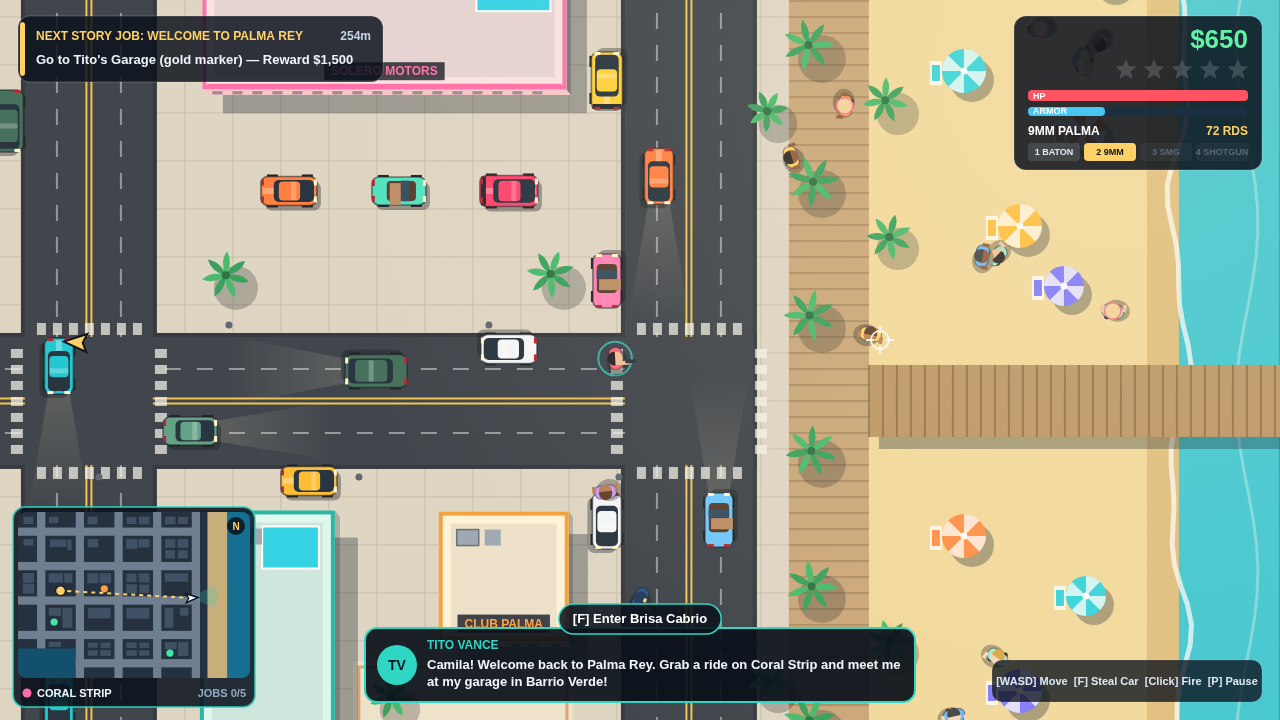 NEXT STORY JOB: WELCOME TO PALMA REY 254m
Go to Tito's Garage (gold marker) — Reward $1,500
SOLERO MOTORS
$650
HP
ARMOR
9MM PALMA 72 RDS
1 BATON 2 9MM 3 SMG 4 SHOTGUN
N
CORAL STRIP JOBS 0/5
CLUB PALMA
[F] Enter Brisa Cabrio
TV
TITO VANCE
Camila! Welcome back to Palma Rey. Grab a ride on Coral Strip and meet me
at my garage in Barrio Verde!
[WASD] Move [F] Steal Car [Click] Fire [P] Pause